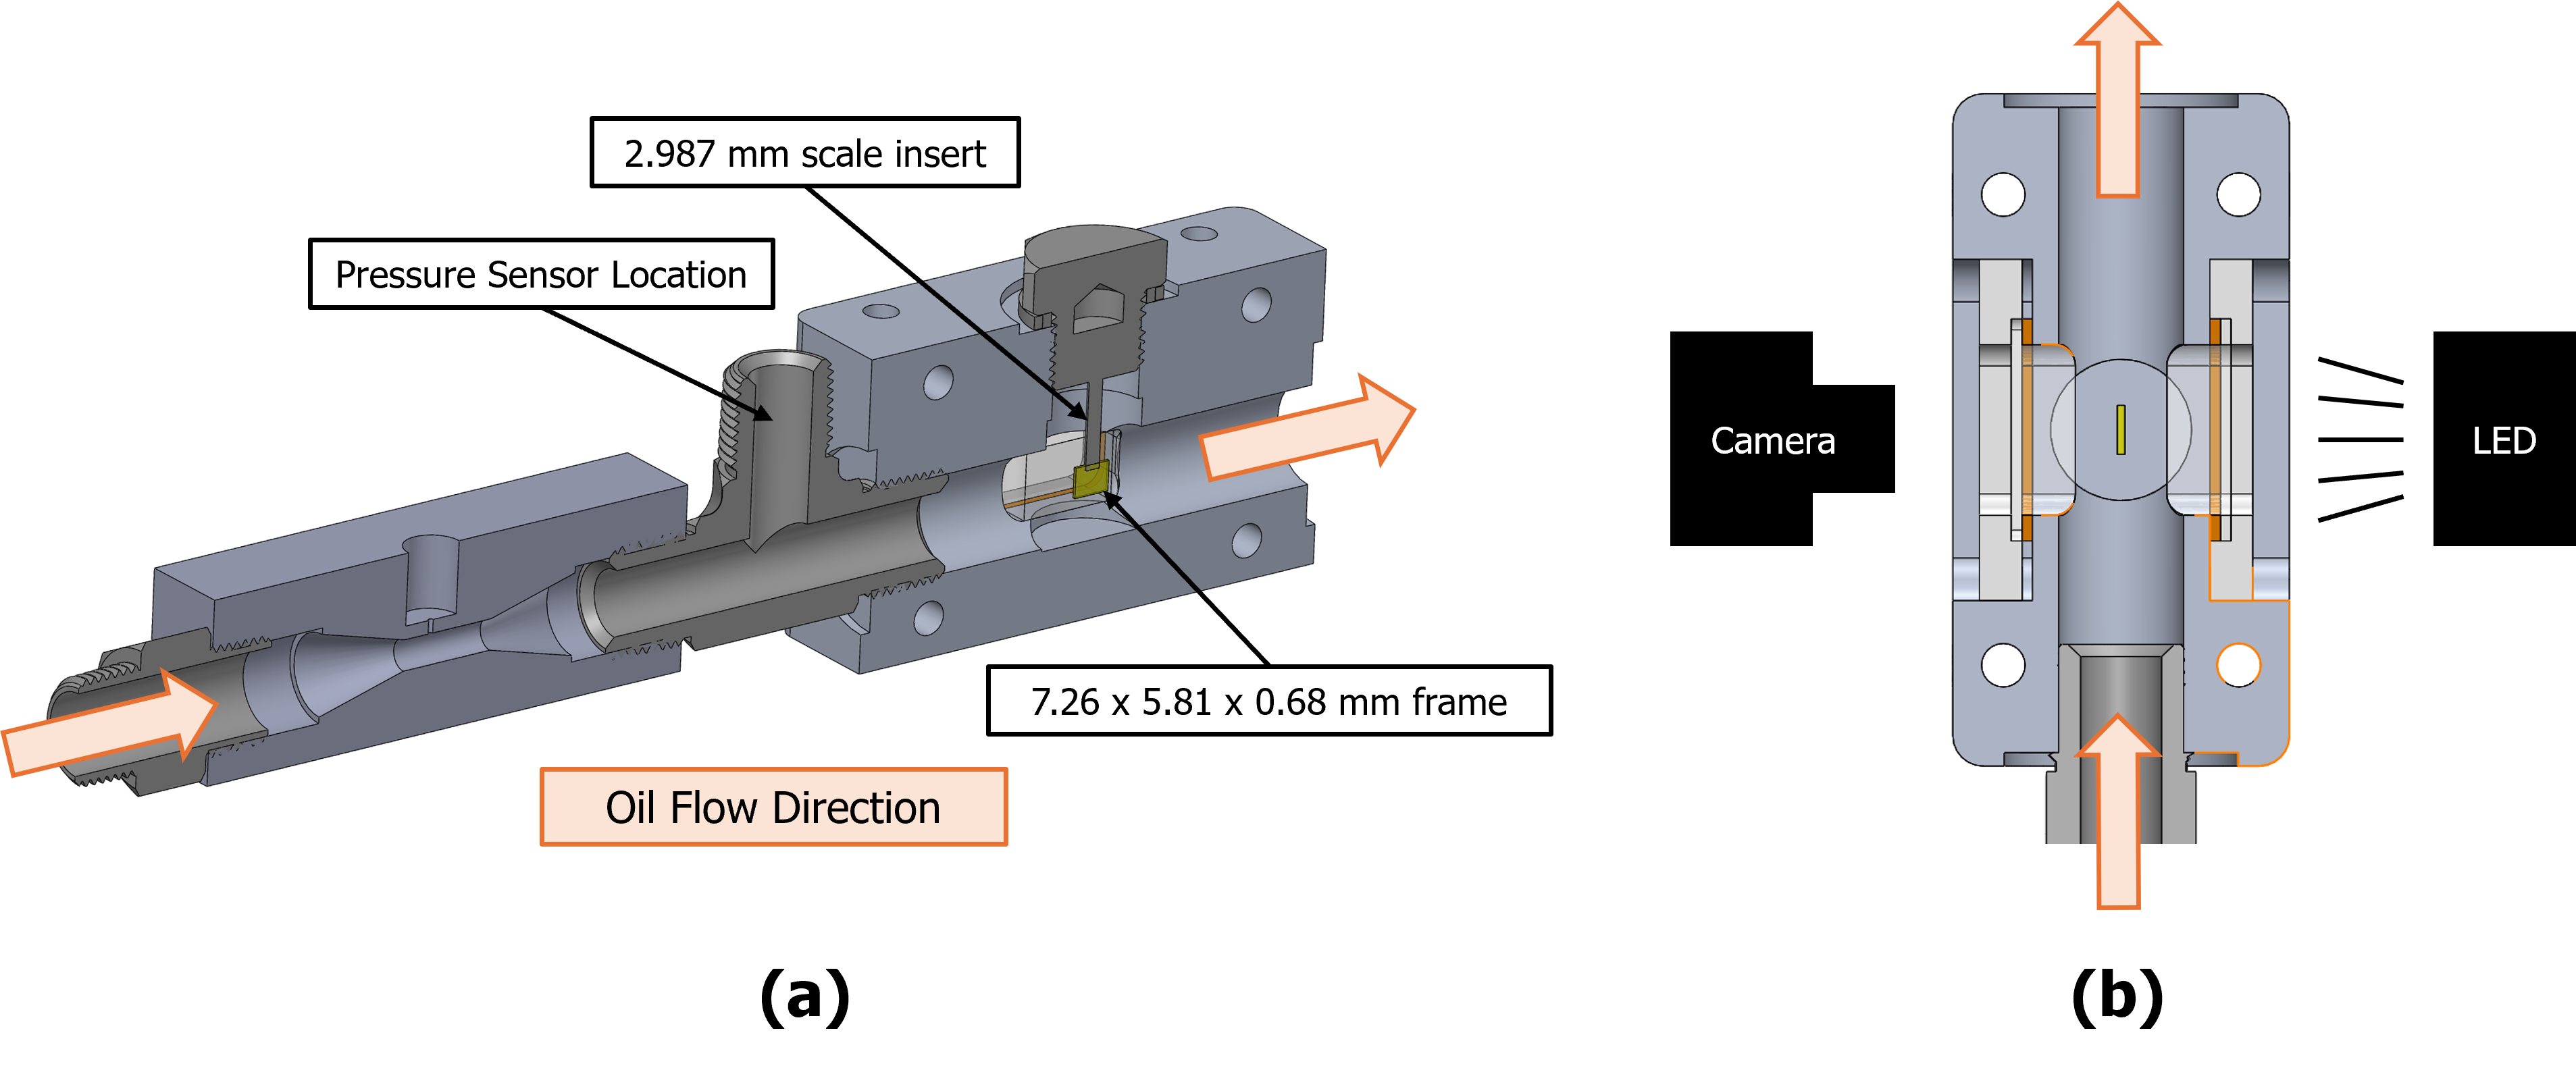 2.987 mm scale insert
Pressure Sensor Location
7.26 x 5.81 x 0.68 mm frame
Oil Flow Direction
(a)
Camera
LED
(b)